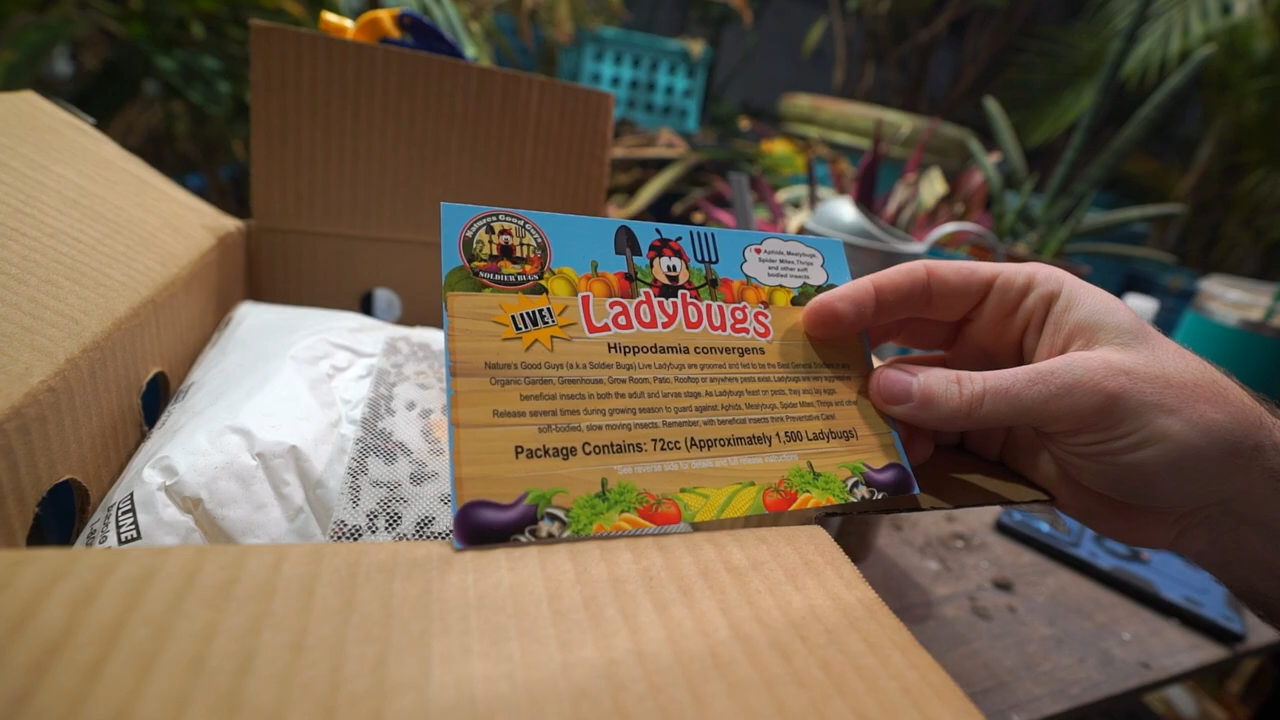 Natures Good Guys
SOLDIER BUGS
I ❤ Aphids, Mealybugs,
Spider Mites, Thrips
and other soft
bodied insects.
LIVE!
Ladybugs
Hippodamia convergens
Nature's Good Guys (a.k.a Soldier Bugs) Live Ladybugs are groomed and fed to be the Best General in any
Organic Garden, Greenhouse, Grow Room, Patio, Rooftop or anywhere pests exist. Ladybugs are very aggressive
beneficial insects in both the adult and larvae stage. As Ladybugs feast on pests, they also lay eggs.
Release several times during growing season to guard against: Aphids, Mealybugs, Spider Mites, Thrips and other
soft-bodied, slow moving insects. Remember, with beneficial insects think Preventative Care!
Package Contains: 72cc (Approximately 1,500 Ladybugs)
*See reverse side for details and full release instructions
ULINE